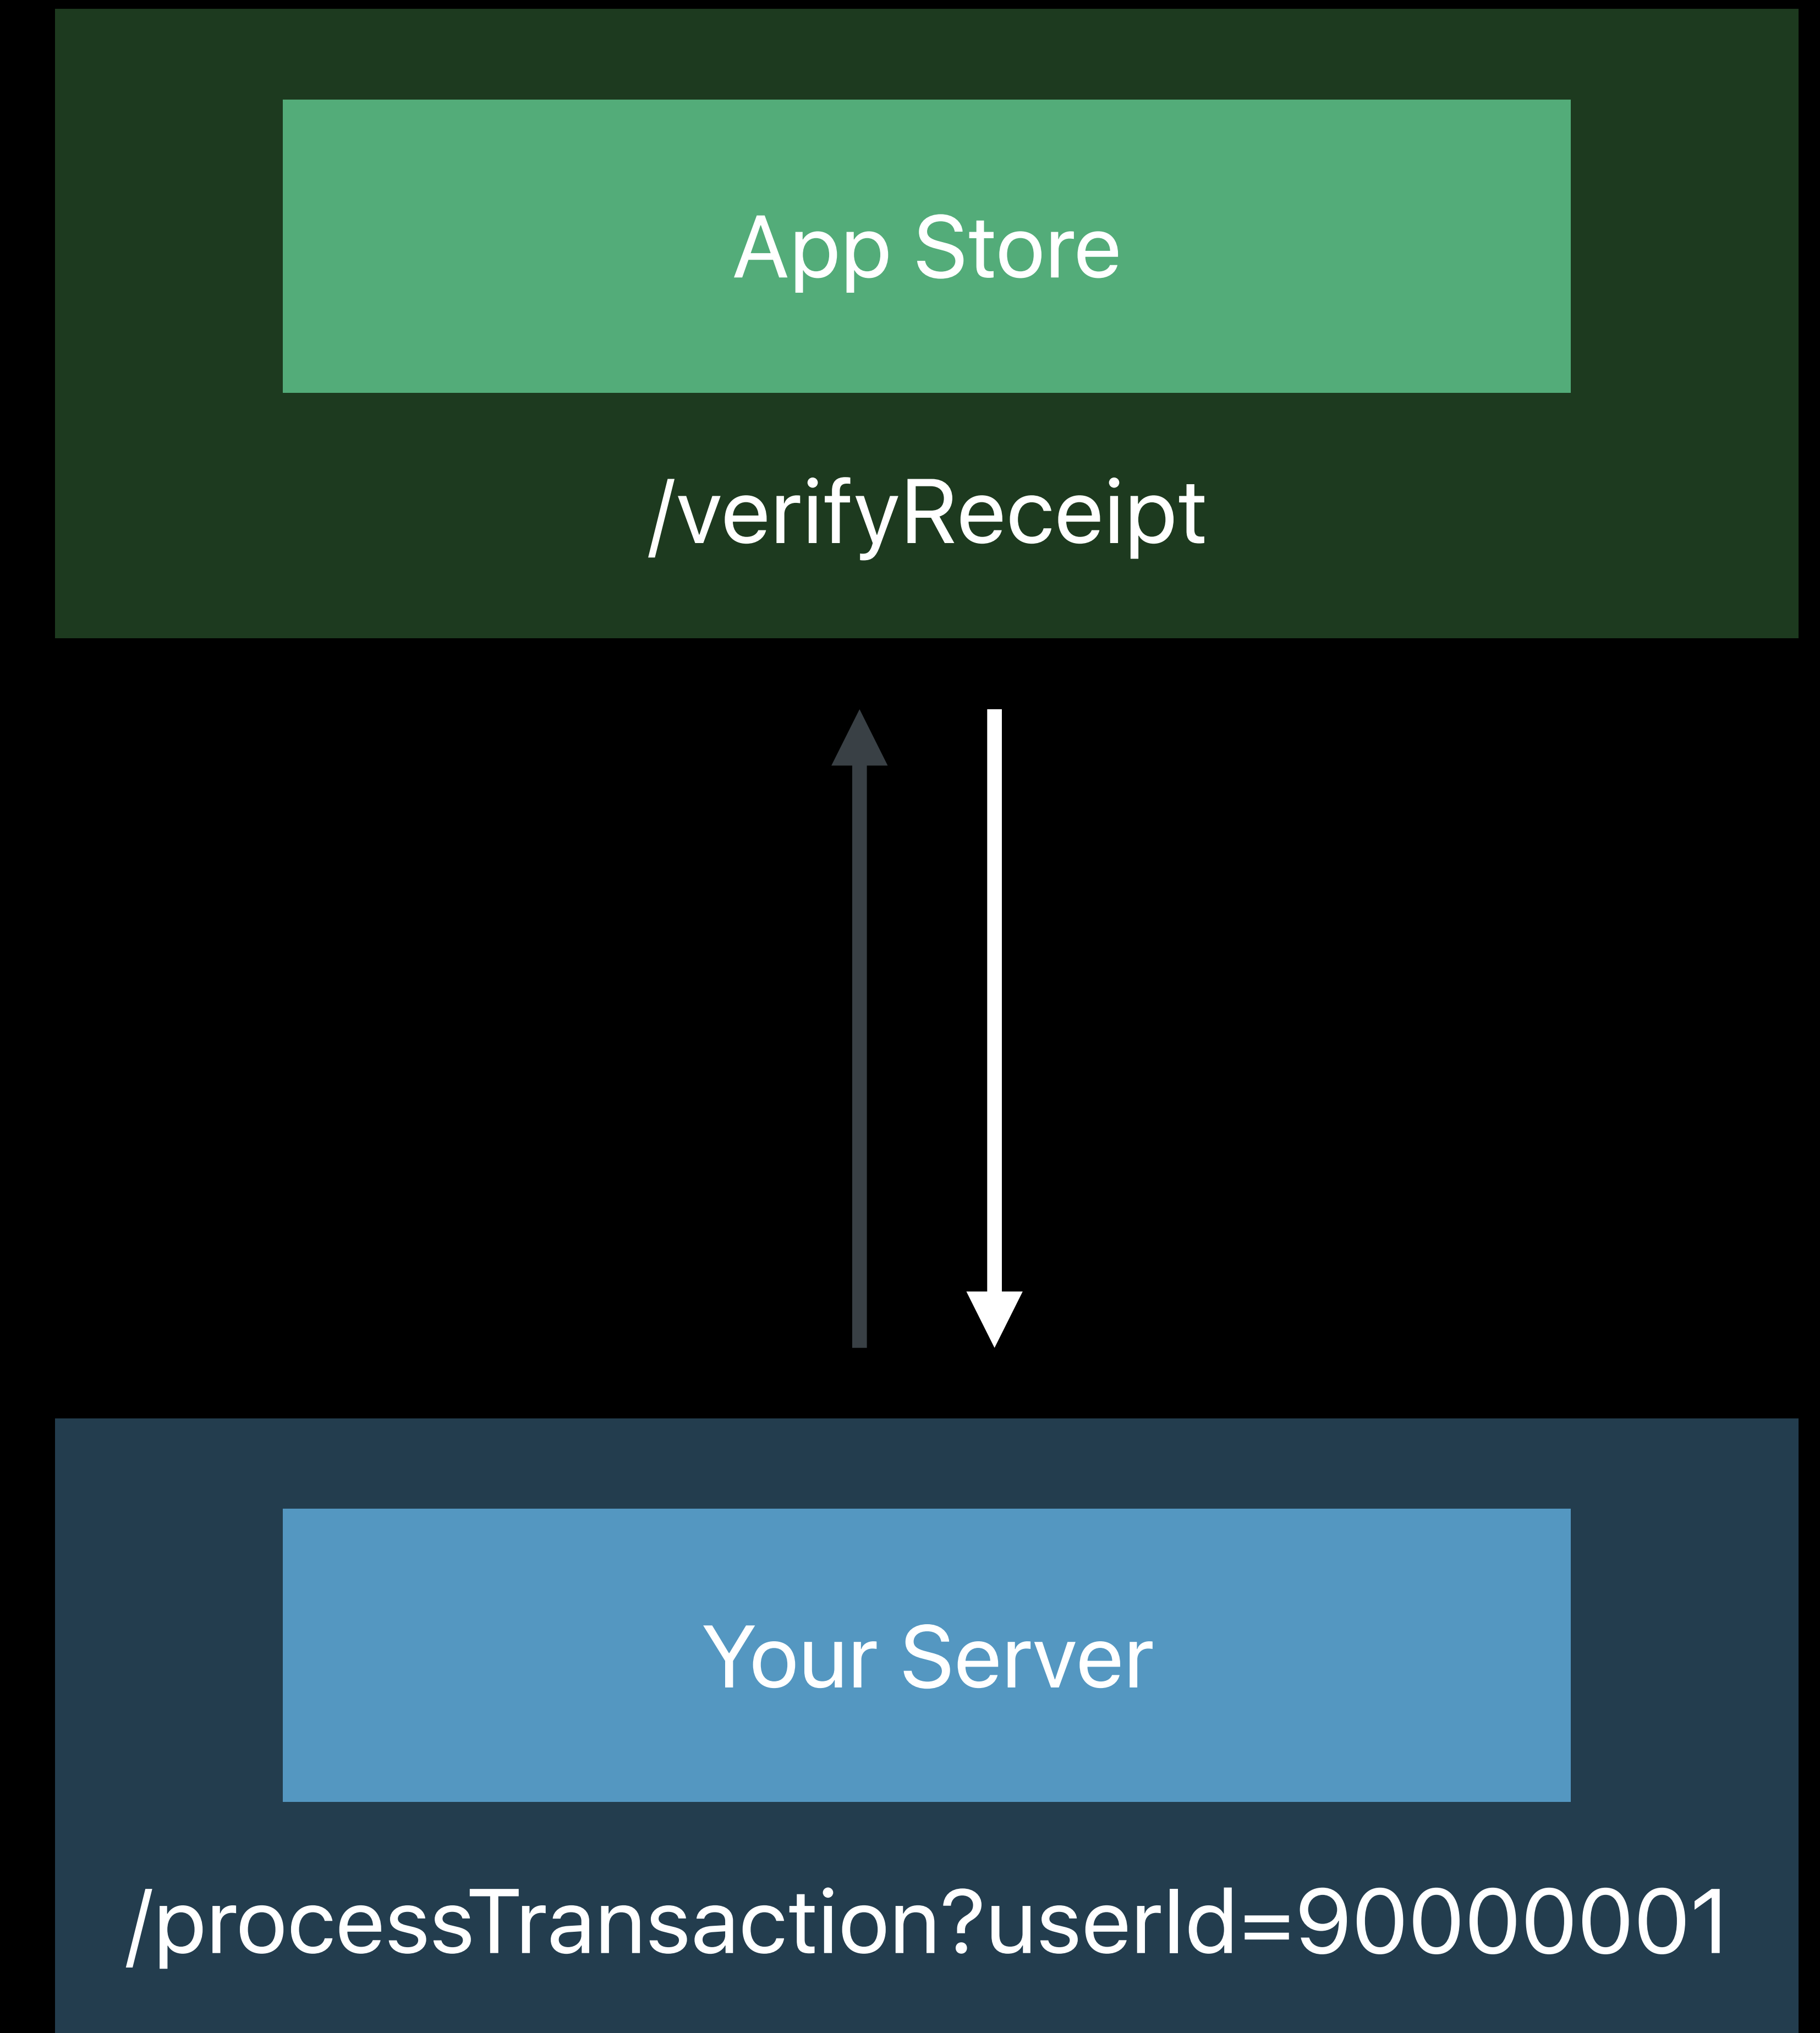 App Store
/verifyReceipt
Your Server
/processTransaction?userId=90000001